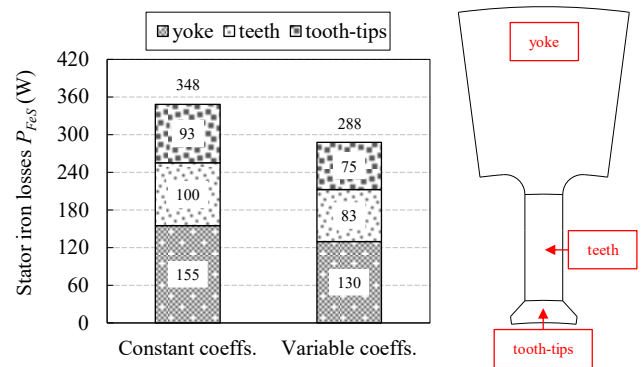 yoke teeth tooth-tips
Stator iron losses P_FeS (W)
420
360
300
240
180
120
60
0
348
93
100
155
288
75
83
130
Constant coeffs. Variable coeffs.
yoke
teeth
tooth-tips